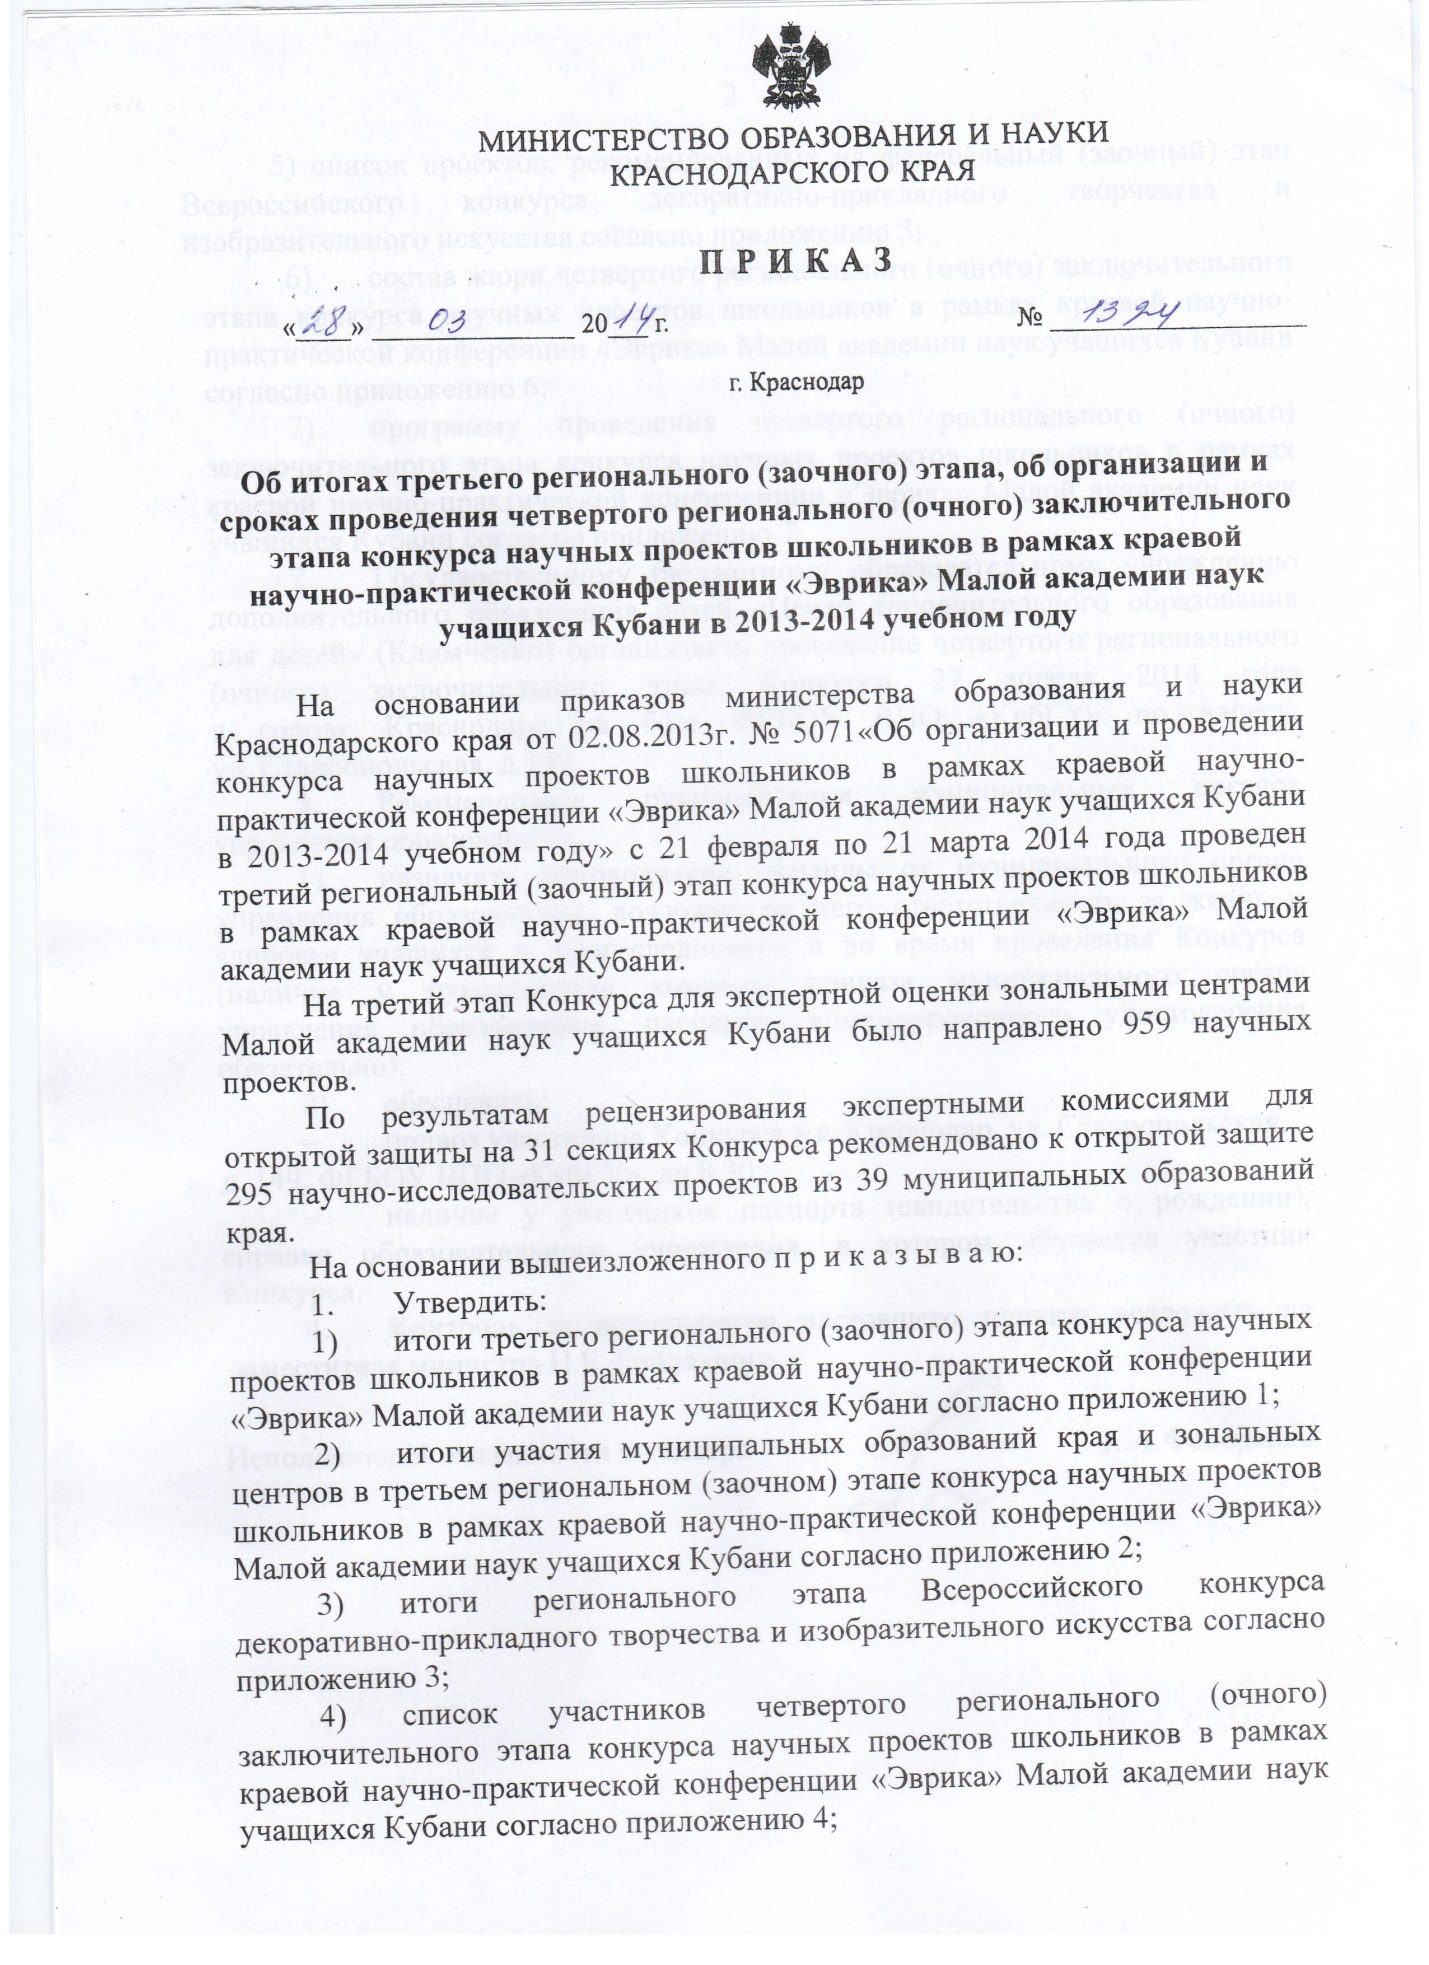 МИНИСТЕРСТВО ОБРАЗОВАНИЯ И НАУКИ
КРАСНОДАРСКОГО КРАЯ
П Р И К А З
«28» 03 2014 г. №
г. Краснодар
Об итогах третьего регионального (заочного) этапа, об организации и
сроках проведения четвертого регионального (очного) заключительного
этапа конкурса научных проектов школьников в рамках краевой
научно-практической конференции «Эврика» Малой академии наук
учащихся Кубани в 2013-2014 учебном году
На основании приказов министерства образования и науки
Краснодарского края от 02.08.2013г. № 5071«Об организации и проведении
конкурса научных проектов школьников в рамках краевой научно-
практической конференции «Эврика» Малой академии наук учащихся Кубани
в 2013-2014 учебном году» с 21 февраля по 21 марта 2014 года проведен
третий региональный (заочный) этап конкурса научных проектов школьников
в рамках краевой научно-практической конференции «Эврика» Малой
академии наук учащихся Кубани.
На третий этап Конкурса для экспертной оценки зональными центрами
Малой академии наук учащихся Кубани было направлено 959 научных
проектов.
По результатам рецензирования экспертными комиссиями для
открытой защиты на 31 секциях Конкурса рекомендовано к открытой защите
295 научно-исследовательских проектов из 39 муниципальных образований
края.
На основании вышеизложенного п р и к а з ы в а ю:
1. Утвердить:
1) итоги третьего регионального (заочного) этапа конкурса научных
проектов школьников в рамках краевой научно-практической конференции
«Эврика» Малой академии наук учащихся Кубани согласно приложению 1;
2) итоги участия муниципальных образований края и зональных
центров в третьем региональном (заочном) этапе конкурса научных проектов
школьников в рамках краевой научно-практической конференции «Эврика»
Малой академии наук учащихся Кубани согласно приложению 2;
3) итоги регионального этапа Всероссийского конкурса
декоративно-прикладного творчества и изобразительного искусства согласно
приложению 3;
4) список участников четвертого регионального (очного)
заключительного этапа конкурса научных проектов школьников в рамках
краевой научно-практической конференции «Эврика» Малой академии наук
учащихся Кубани согласно приложению 4;